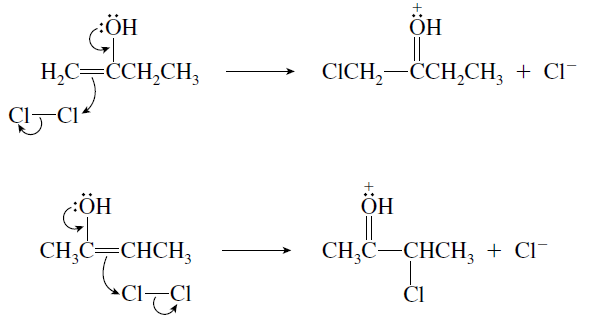 :ÖH +ÖH
H₂C=CCH₂CH₃ ⟶ ClCH₂—CCH₂CH₃ + Cl⁻
Cl—Cl
:ÖH +ÖH
CH₃C=CHCH₃ ⟶ CH₃C—CHCH₃ + Cl⁻
Cl—Cl Cl